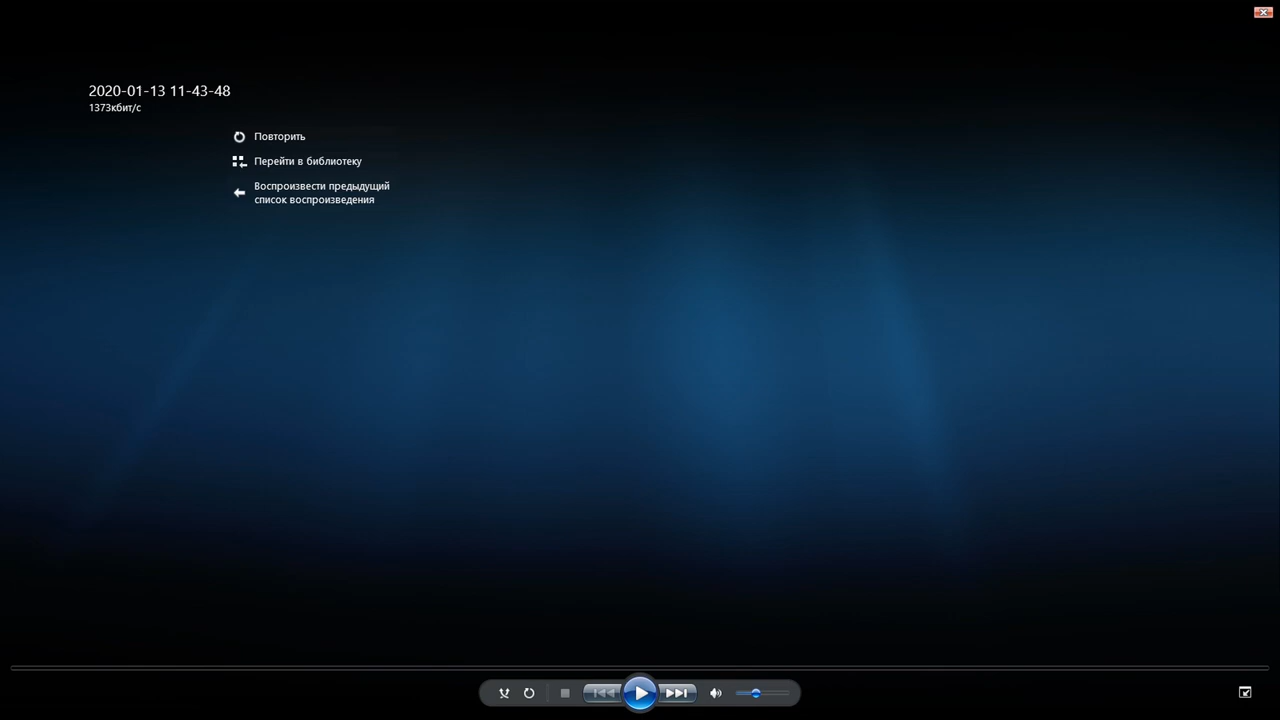 2020-01-13 11-43-48
1373кбит/с
Повторить
Перейти в библиотеку
Воспроизвести предыдущий
список воспроизведения